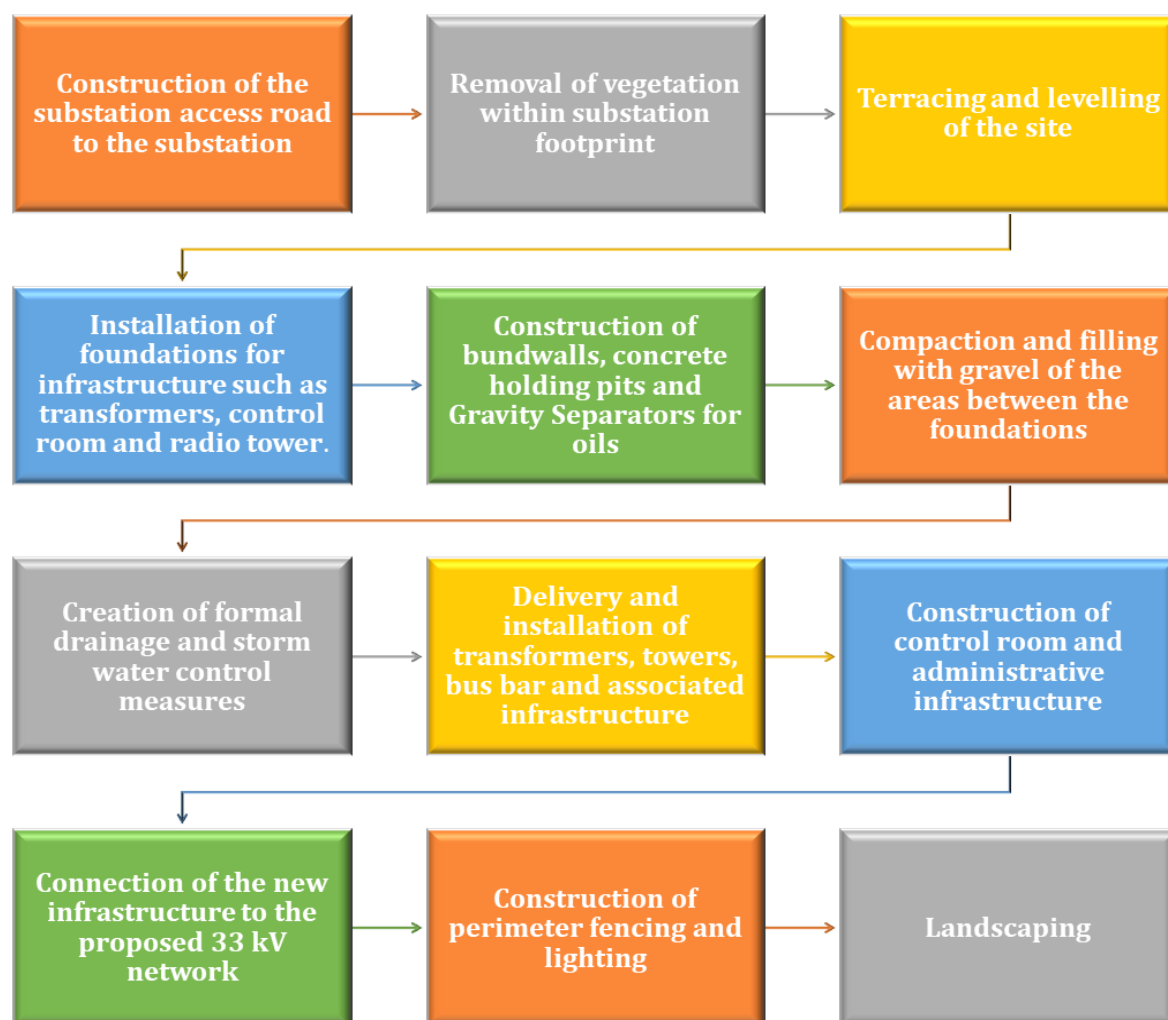 Construction of the
substation access road
to the substation
Removal of vegetation
within substation
footprint
Terracing and levelling
of the site
Installation of
foundations for
infrastructure such as
transformers, control
room and radio tower.
Construction of
bundwalls, concrete
holding pits and
Gravity Separators for
oils
Compaction and filling
with gravel of the
areas between the
foundations
Creation of formal
drainage and storm
water control
measures
Delivery and
installation of
transformers, towers,
bus bar and associated
infrastructure
Construction of
control room and
administrative
infrastructure
Connection of the new
infrastructure to the
proposed 33 kV
network
Construction of
perimeter fencing and
lighting
Landscaping